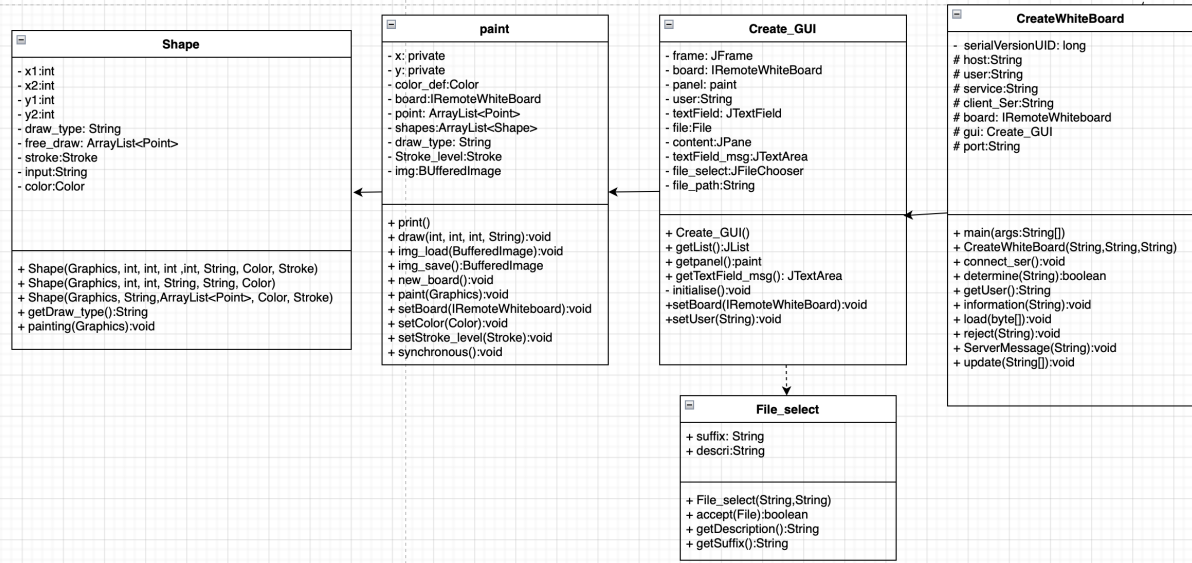 Shape
- x1:int
- x2:int
- y1:int
- y2:int
- draw_type: String
- free_draw: ArrayList<Point>
- stroke:Stroke
- input:String
- color:Color
+ Shape(Graphics, int, int, int ,int, String, Color, Stroke)
+ Shape(Graphics, int, int, String, String, Color)
+ Shape(Graphics, String,ArrayList<Point>, Color, Stroke)
+ getDraw_type():String
+ painting(Graphics):void
paint
- x: private
- y: private
- color_def:Color
- board:IRemoteWhiteBoard
- point: ArrayList<Point>
- shapes:ArrayList<Shape>
- draw_type: String
- Stroke_level:Stroke
- img:BUfferedImage
+ print()
+ draw(int, int, int, String):void
+ img_load(BufferedImage):void
+ img_save():BufferedImage
+ new_board():void
+ paint(Graphics):void
+ setBoard(IRemoteWhiteboard):void
+ setColor(Color):void
+ setStroke_level(Stroke):void
+ synchronous():void
Create_GUI
- frame: JFrame
- board: IRemoteWhiteBoard
- panel: paint
- user:String
- textField: JTextField
- file:File
- content:JPane
- textField_msg:JTextArea
- file_select:JFileChooser
- file_path:String
+ Create_GUI()
+ getList():JList
+ getpanel():paint
+ getTextField_msg(): JTextArea
- initialise():void
+setBoard(IRemoteWhiteBoard):void
+setUser(String):void
CreateWhiteBoard
- serialVersionUID: long
# host:String
# user:String
# service:String
# client_Ser:String
# board: IRemoteWhiteboard
# gui: Create_GUI
# port:String
+ main(args:String[])
+ CreateWhiteBoard(String,String,String)
+ connect_ser():void
+ determine(String):boolean
+ getUser():String
+ information(String):void
+ load(byte[]):void
+ reject(String):void
+ ServerMessage(String):void
+ update(String[]):void
File_select
+ suffix: String
+ descri:String
+ File_select(String,String)
+ accept(File):boolean
+ getDescription():String
+ getSuffix():String